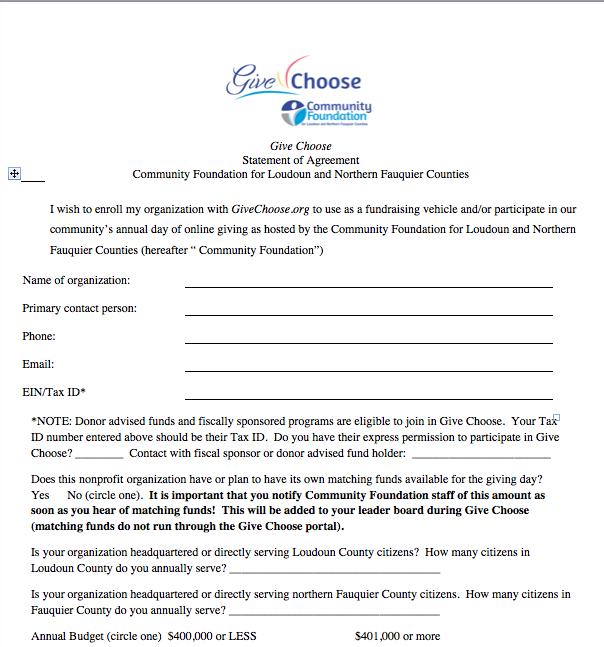 Give Choose
Community
Foundation
for Loudoun and Northern Fauquier Counties
Give Choose
Statement of Agreement
Community Foundation for Loudoun and Northern Fauquier Counties
I wish to enroll my organization with GiveChoose.org to use as a fundraising vehicle and/or participate in our
community’s annual day of online giving as hosted by the Community Foundation for Loudoun and Northern
Fauquier Counties (hereafter “ Community Foundation”)
Name of organization:
Primary contact person:
Phone:
Email:
EIN/Tax ID*
*NOTE: Donor advised funds and fiscally sponsored programs are eligible to join in Give Choose. Your Tax
ID number entered above should be their Tax ID. Do you have their express permission to participate in Give
Choose? ________ Contact with fiscal sponsor or donor advised fund holder: ______________________
Does this nonprofit organization have or plan to have its own matching funds available for the giving day?
Yes No (circle one). It is important that you notify Community Foundation staff of this amount as
soon as you hear of matching funds! This will be added to your leader board during Give Choose
(matching funds do not run through the Give Choose portal).
Is your organization headquartered or directly serving Loudoun County citizens? How many citizens in
Loudoun County do you annually serve? __________________________________
Is your organization headquartered or directly serving northern Fauquier County citizens. How many citizens in
Fauquier County do you annually serve? __________________________________
Annual Budget (circle one) $400,000 or LESS $401,000 or more